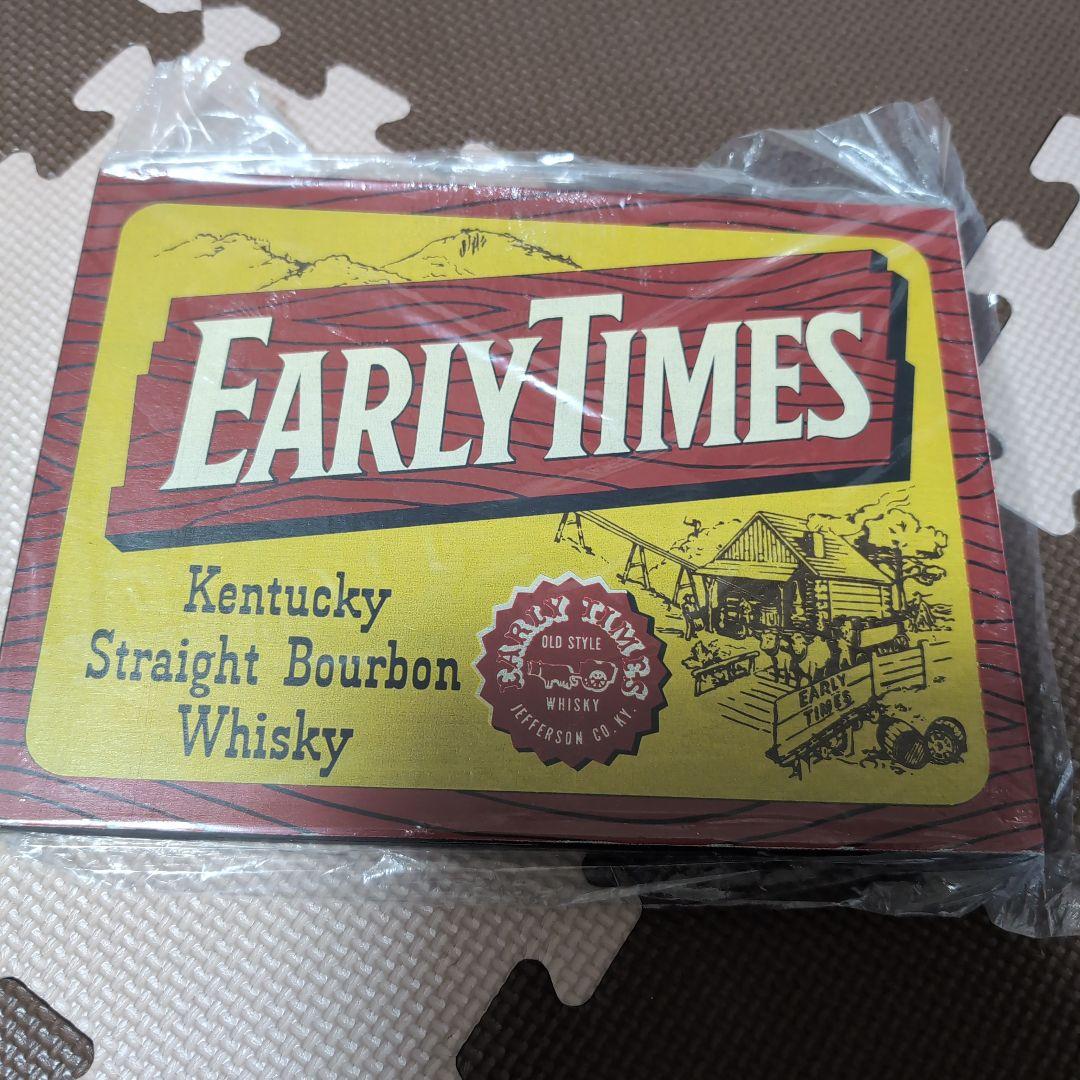 EARLY TIMES
Kentucky
Straight Bourbon
Whisky
EARLY TIMES
OLD STYLE
WHISKY
JEFFERSON CO. KY.
EARLY
TIMES